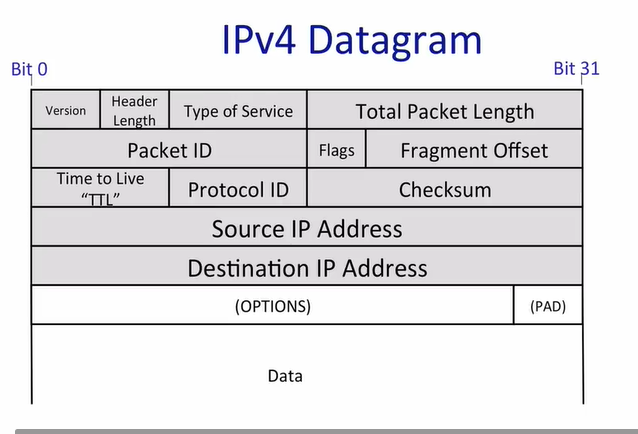 IPv4 Datagram
Bit 0
Bit 31
Version
Header
Length
Type of Service
Total Packet Length
Packet ID
Flags
Fragment Offset
Time to Live
“TTL”
Protocol ID
Checksum
Source IP Address
Destination IP Address
(OPTIONS)
(PAD)
Data